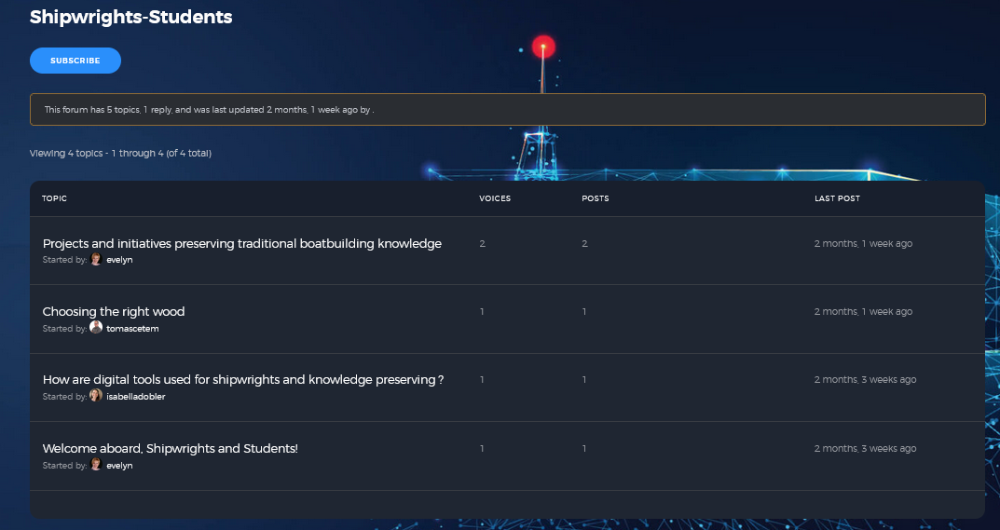 Shipwrights-Students
SUBSCRIBE
This forum has 5 topics, 1 reply, and was last updated 2 months, 1 week ago by .
Viewing 4 topics - 1 through 4 (of 4 total)
TOPIC VOICES POSTS LAST POST
Projects and initiatives preserving traditional boatbuilding knowledge 2 2 2 months, 1 week ago
Started by: evelyn
Choosing the right wood 1 1 2 months, 1 week ago
Started by: tomascetem
How are digital tools used for shipwrights and knowledge preserving ? 1 1 2 months, 3 weeks ago
Started by: isabelladobler
Welcome aboard, Shipwrights and Students! 1 1 2 months, 3 weeks ago
Started by: evelyn